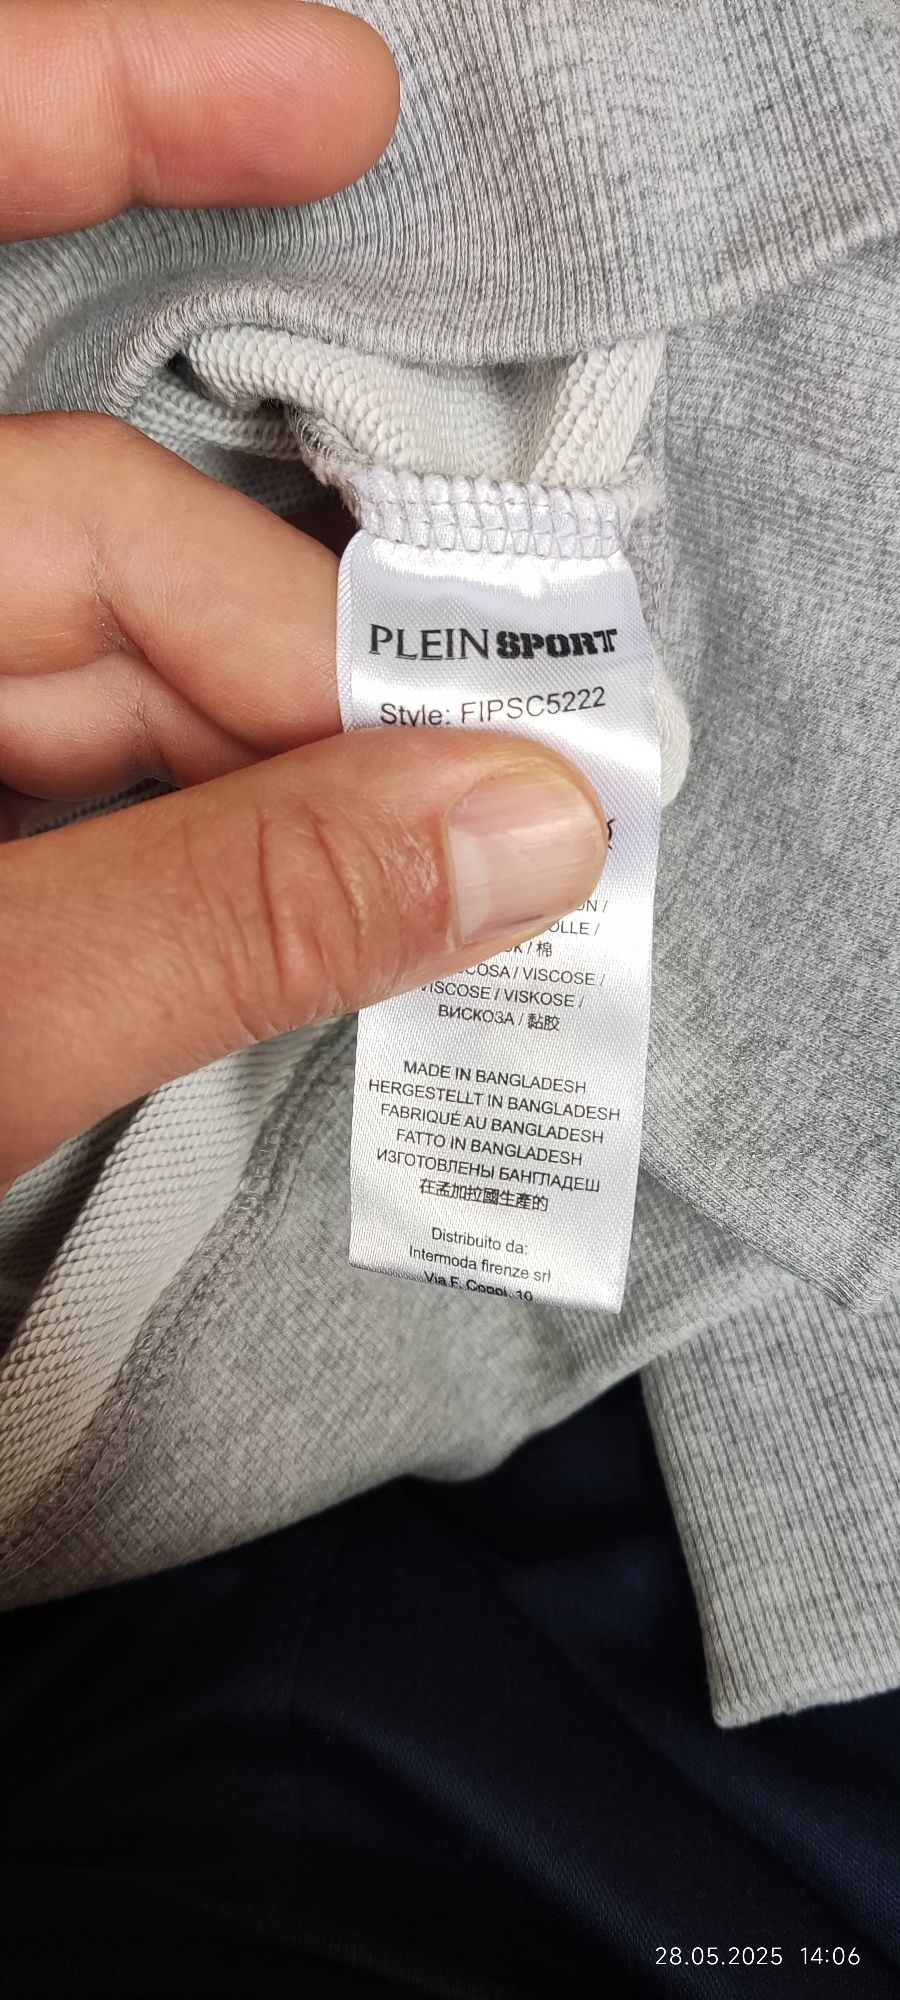 PLEIN SPORT
Style: FIPSC5222
/
/
/ 棉
/ VISCOSE /
VISCOSE / VISKOSE /
ВИСКОЗА / 黏胶
MADE IN BANGLADESH
HERGESTELLT IN BANGLADESH
FABRIQUÉ AU BANGLADESH
FATTO IN BANGLADESH
ИЗГОТОВЛЕНЫ БАНГЛАДЕШ
在孟加拉國生產的
Distribuito da:
Intermoda firenze srl
Via F. Coppi, 10
28.05.2025 14:06